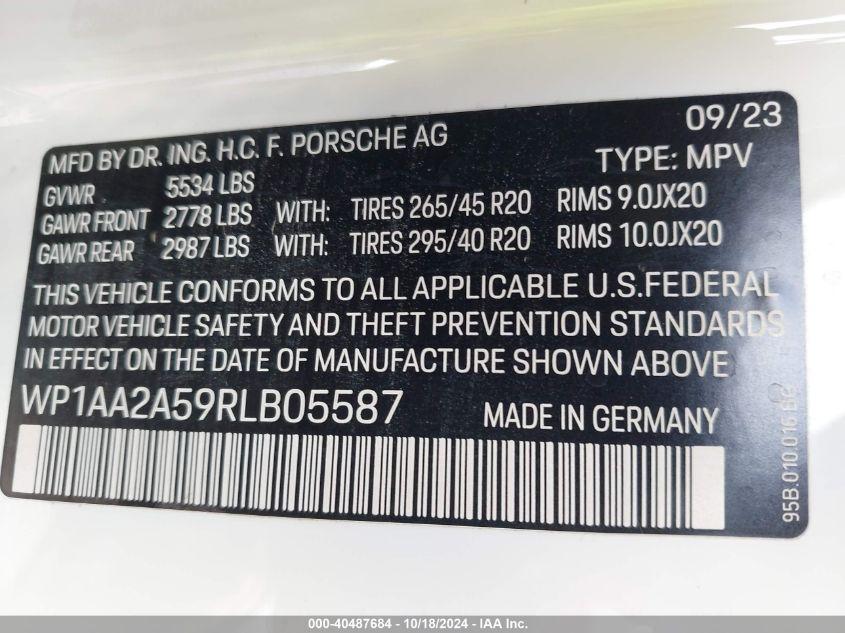 09/23
MFD BY DR. ING. H.C. F. PORSCHE AG
TYPE: MPV
GVWR 5534 LBS
GAWR FRONT 2778 LBS WITH: TIRES 265/45 R20 RIMS 9.0JX20
GAWR REAR 2987 LBS WITH: TIRES 295/40 R20 RIMS 10.0JX20
THIS VEHICLE CONFORMS TO ALL APPLICABLE U.S.FEDERAL
MOTOR VEHICLE SAFETY AND THEFT PREVENTION STANDARDS
IN EFFECT ON THE DATE OF MANUFACTURE SHOWN ABOVE
WP1AA2A59RLB05587 MADE IN GERMANY
95B.010.016
000-40487684 - 10/18/2024 - IAA Inc.